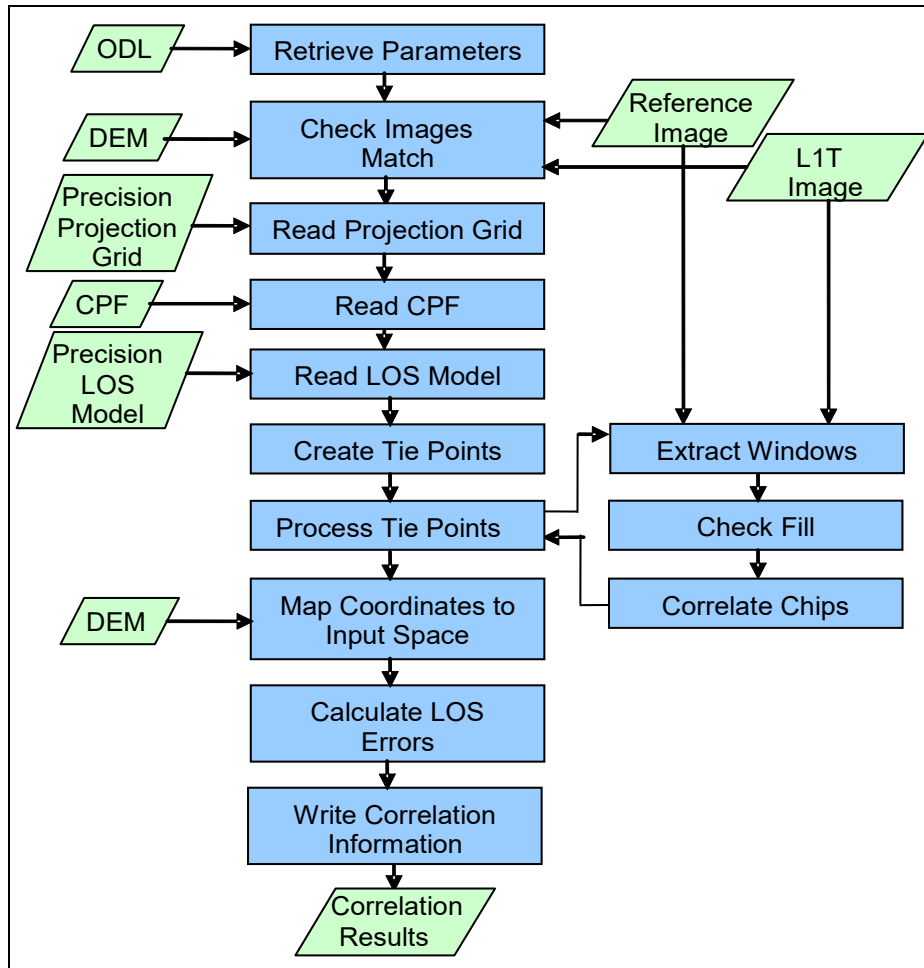 ODL
Retrieve Parameters
Reference
Image
DEM
Check Images
Match
L1T
Image
Precision
Projection
Grid
Read Projection Grid
CPF
Read CPF
Precision
LOS
Model
Read LOS Model
Create Tie Points
Extract Windows
Process Tie Points
Check Fill
DEM
Map Coordinates to
Input Space
Correlate Chips
Calculate LOS
Errors
Write Correlation
Information
Correlation
Results